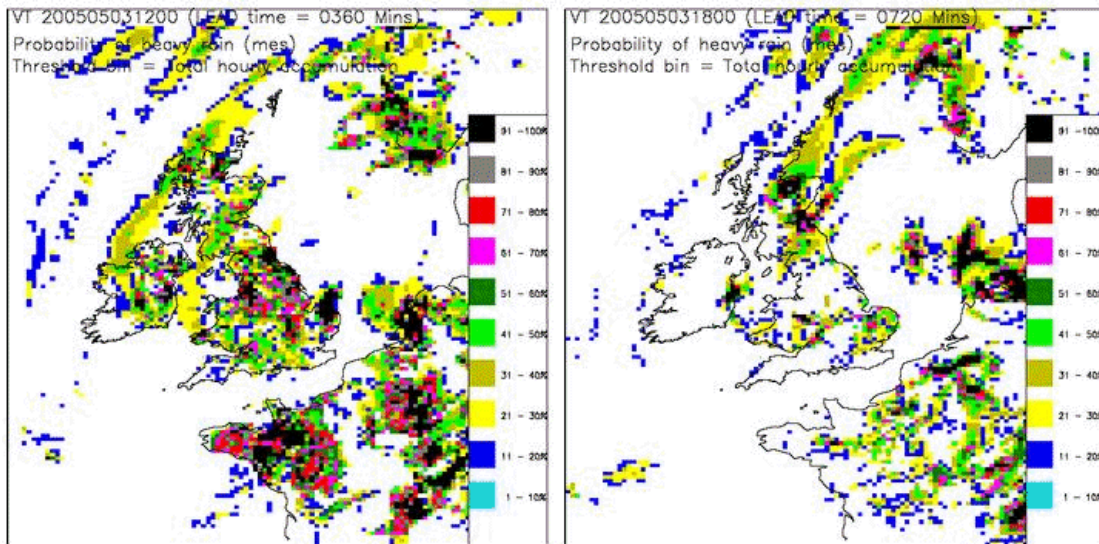 VT 200505031200 (LEAD time = 0360 Mins)
Probability of heavy rain (mes)
Threshold bin = Total hourly accumulation
91 -100%
81 - 90%
71 - 80%
61 - 70%
51 - 60%
41 - 50%
31 - 40%
21 - 30%
11 - 20%
1 - 10%
VT 200505031800 (LEAD time = 0720 Mins)
Probability of heavy rain (mes)
Threshold bin = Total hourly accumulation
91 -100%
81 - 90%
71 - 80%
61 - 70%
51 - 60%
41 - 50%
31 - 40%
21 - 30%
11 - 20%
1 - 10%